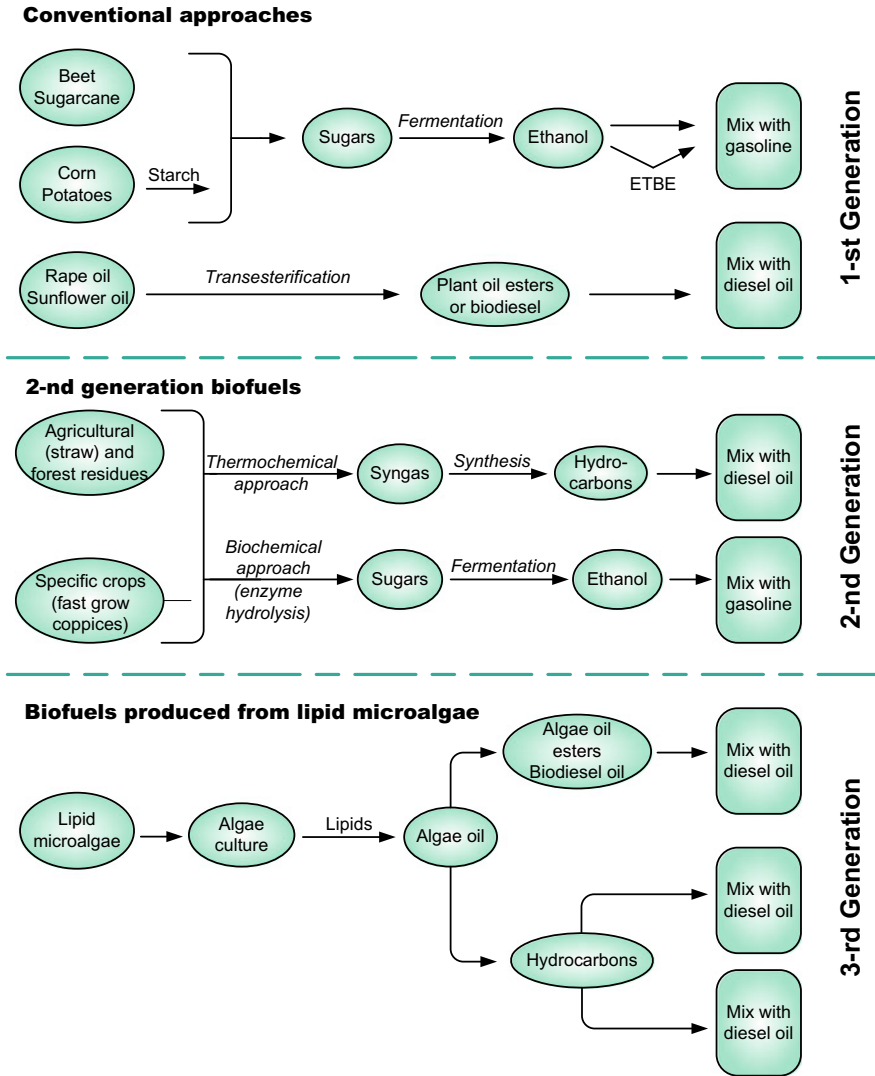 Conventional approaches
Beet
Sugarcane
Corn
Potatoes
Starch
Sugars
Fermentation
Ethanol
ETBE
Mix with
gasoline
Rape oil
Sunflower oil
Transesterification
Plant oil esters
or biodiesel
Mix with
diesel oil
1-st Generation
2-nd generation biofuels
Agricultural
(straw) and
forest residues
Specific crops
(fast grow
coppices)
Thermochemical
approach
Syngas
Synthesis
Hydro-
carbons
Mix with
diesel oil
Biochemical
approach
(enzyme
hydrolysis)
Sugars
Fermentation
Ethanol
Mix with
gasoline
2-nd Generation
Biofuels produced from lipid microalgae
Lipid
microalgae
Algae
culture
Lipids
Algae oil
Algae oil
esters
Biodiesel oil
Mix with
diesel oil
Hydrocarbons
Mix with
diesel oil
Mix with
diesel oil
3-rd Generation